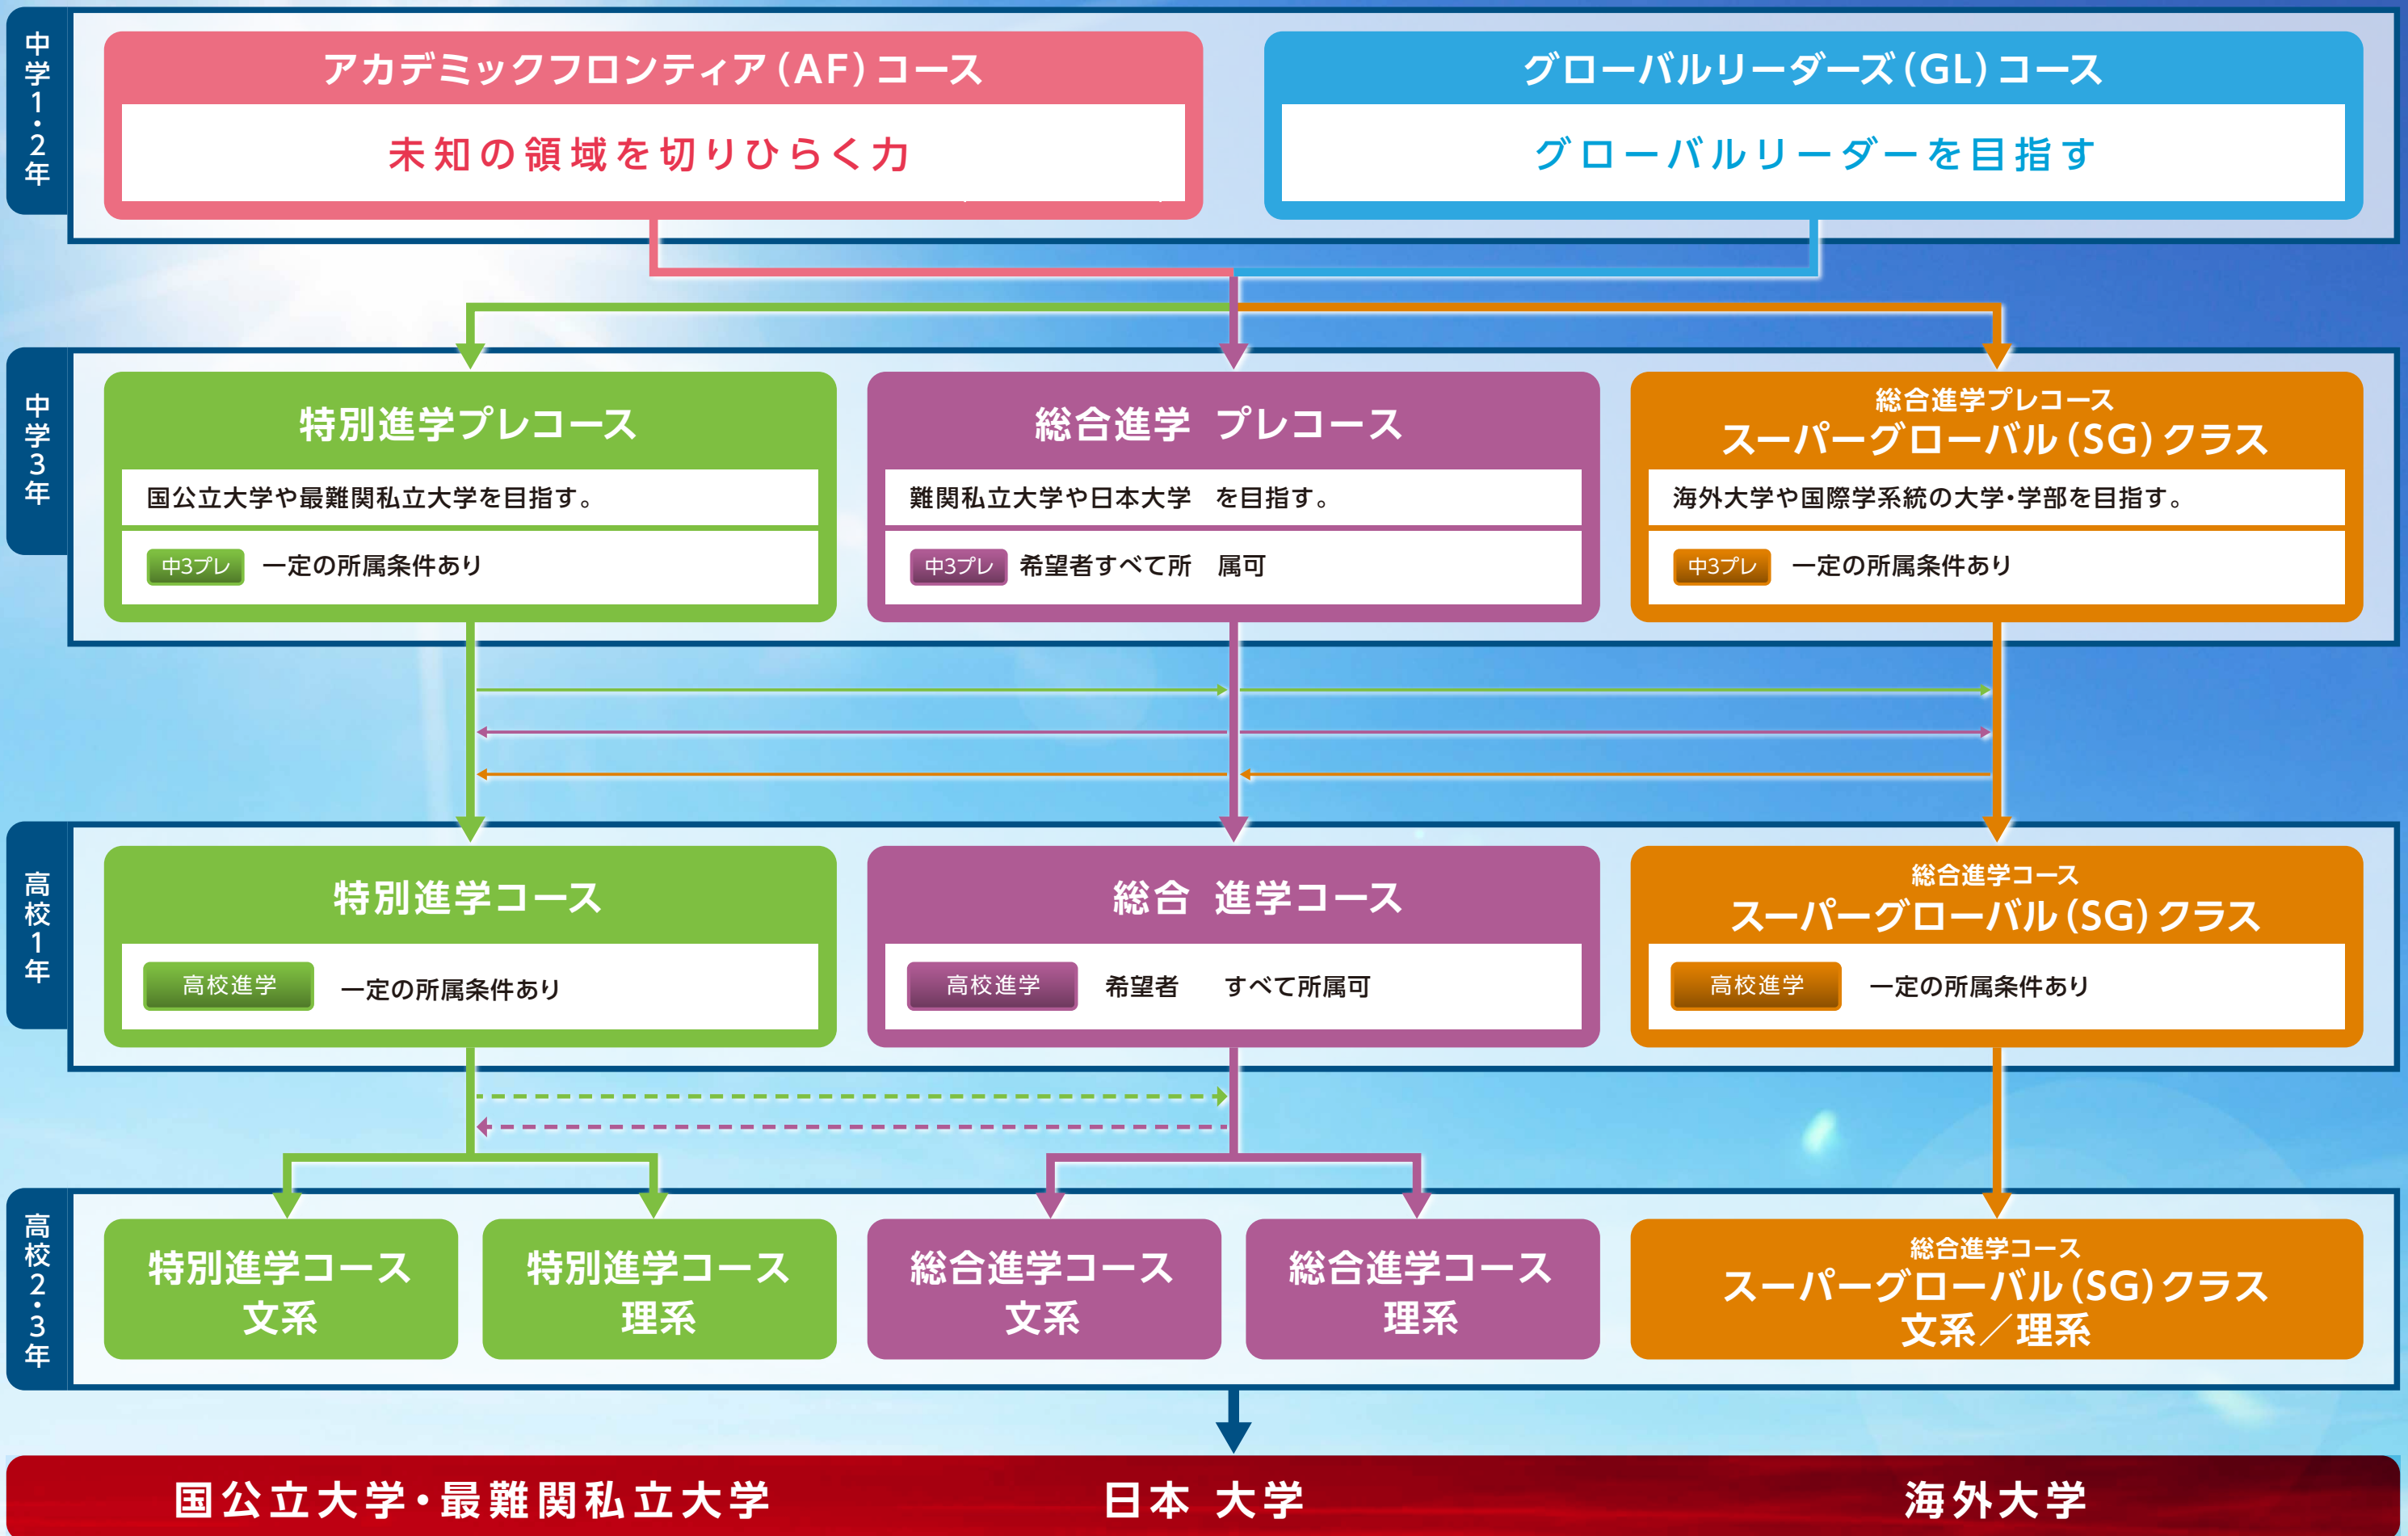 中学1・2年
アカデミックフロンティア(AF)コース
未知の領域を切りひらく力
グローバルリーダーズ(GL)コース
グローバルリーダーを目指す
中学3年
特別進学プレコース
国公立大学や最難関私立大学を目指す。
中3プレ 一定の所属条件あり
総合進学 プレコース
難関私立大学や日本大学 を目指す。
中3プレ 希望者すべて所 属可
総合進学プレコース
スーパーグローバル(SG)クラス
海外大学や国際学系統の大学・学部を目指す。
中3プレ 一定の所属条件あり
高校1年
特別進学コース
高校進学 一定の所属条件あり
総合 進学コース
高校進学 希望者 すべて所属可
総合進学コース
スーパーグローバル(SG)クラス
高校進学 一定の所属条件あり
高校2・3年
特別進学コース
文系
特別進学コース
理系
総合進学コース
文系
総合進学コース
理系
総合進学コース
スーパーグローバル(SG)クラス
文系／理系
国公立大学・最難関私立大学
日本 大学
海外大学